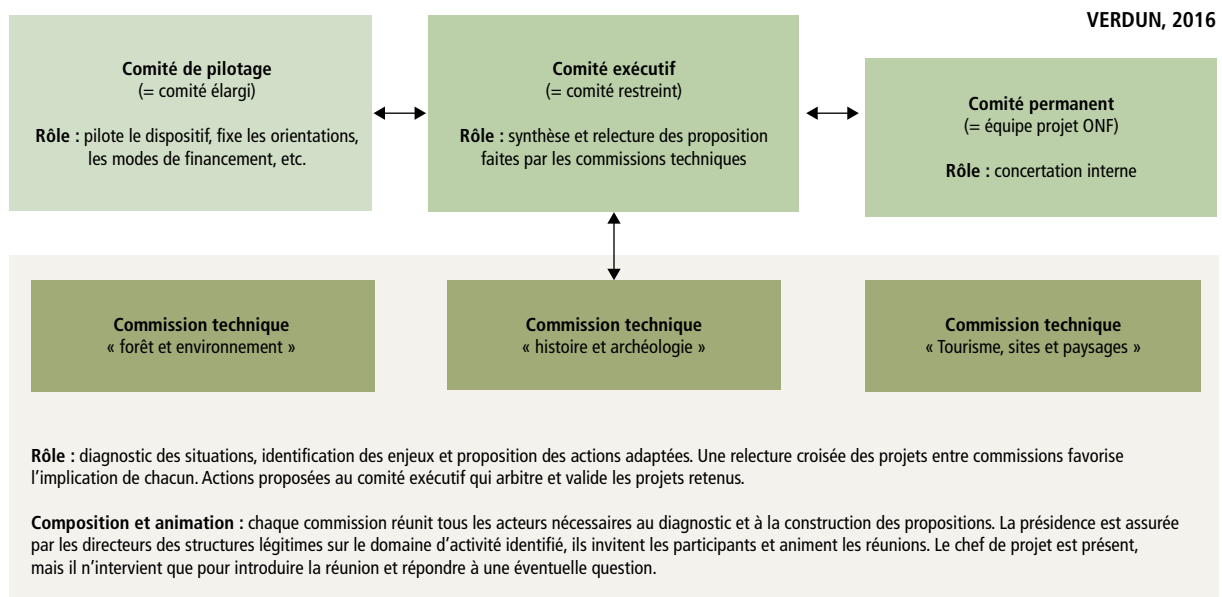 VERDUN, 2016
Comité de pilotage
(= comité élargi)
Rôle : pilote le dispositif, fixe les orientations,
les modes de financement, etc.
Comité exécutif
(= comité restreint)
Rôle : synthèse et relecture des proposition
faites par les commissions techniques
Comité permanent
(= équipe projet ONF)
Rôle : concertation interne
Commission technique
« forêt et environnement »
Commission technique
« histoire et archéologie »
Commission technique
« Tourisme, sites et paysages »
Rôle : diagnostic des situations, identification des enjeux et proposition des actions adaptées. Une relecture croisée des projets entre commissions favorise
l’implication de chacun. Actions proposées au comité exécutif qui arbitre et valide les projets retenus.
Composition et animation : chaque commission réunit tous les acteurs nécessaires au diagnostic et à la construction des propositions. La présidence est assurée
par les directeurs des structures légitimes sur le domaine d’activité identifié, ils invitent les participants et animent les réunions. Le chef de projet est présent,
mais il n’intervient que pour introduire la réunion et répondre à une éventuelle question.